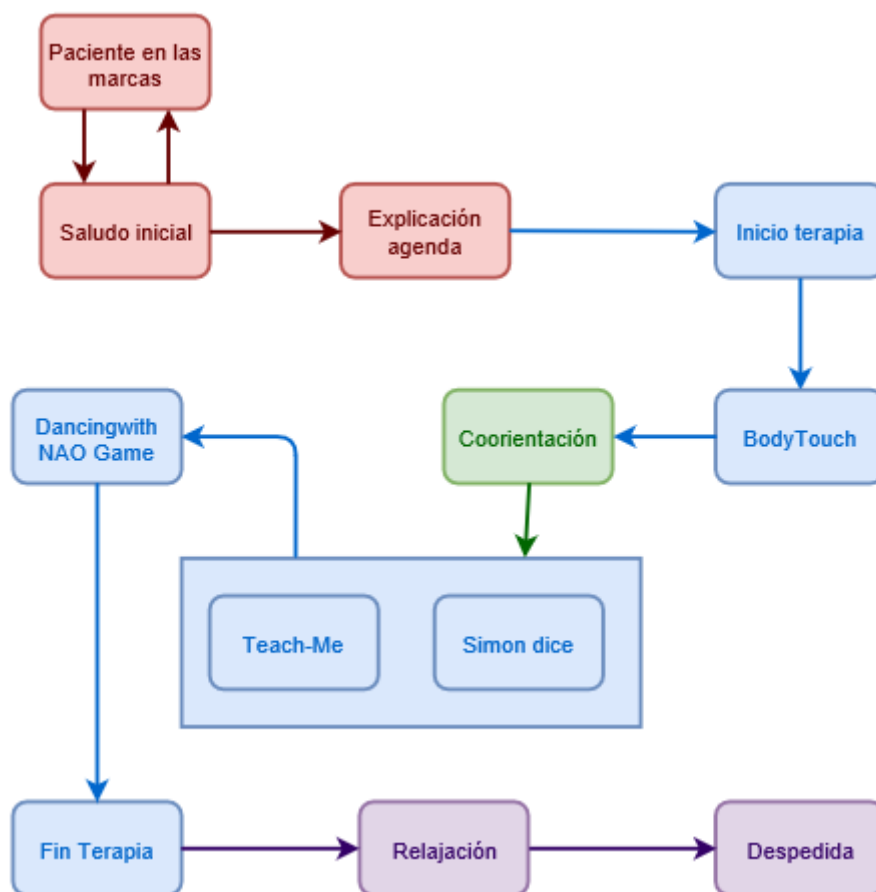 Paciente en las
marcas
Saludo inicial
Explicación
agenda
Inicio terapia
Dancingwith
NAO Game
Coorientación
BodyTouch
Teach-Me
Simon dice
Fin Terapia
Relajación
Despedida